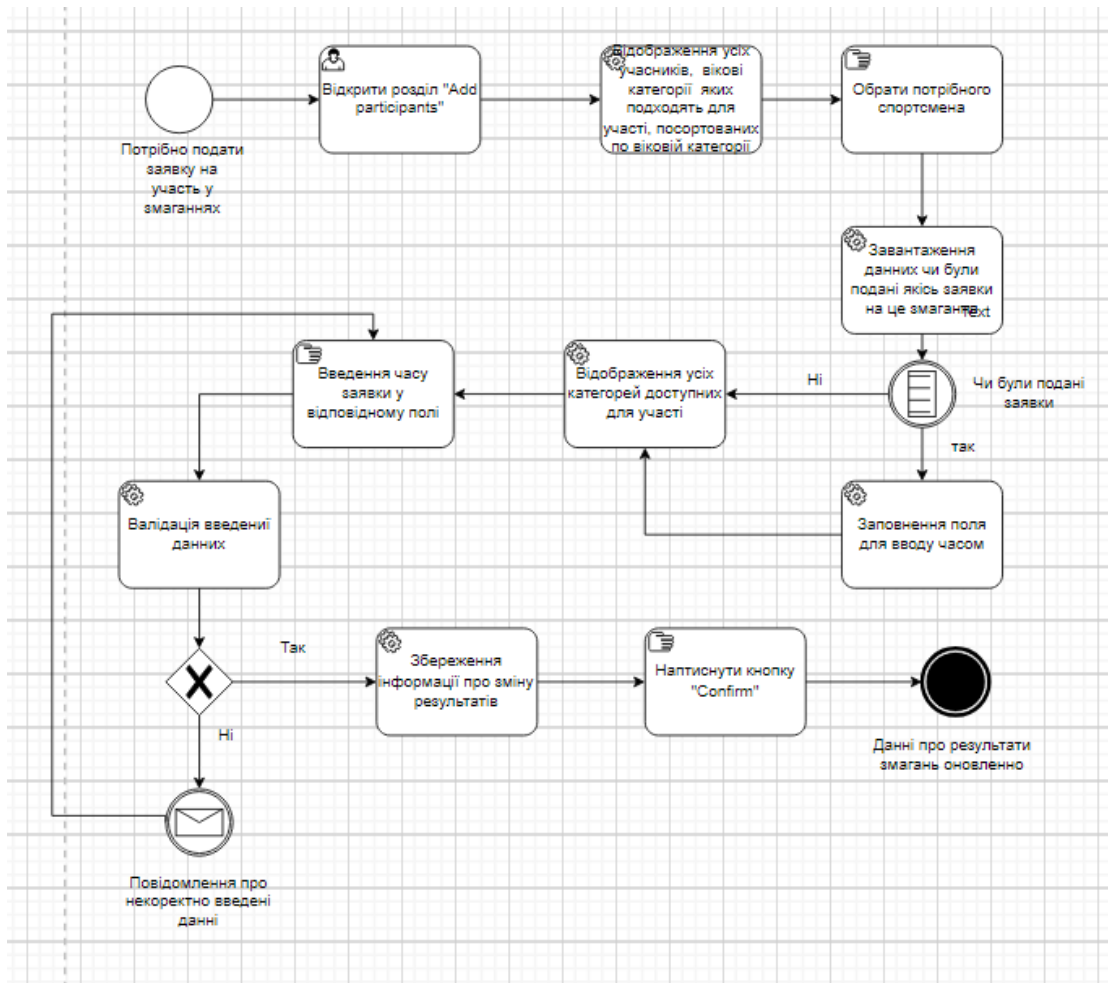 Відкрити розділ "Add
participants"
Відображення усіх
учасників,  вікові
категорії  яких
подходять для
участі, посортованих
по віковій категорії
Обрати потрібного
спортсмена
Потрібно подати
заявку на
участь у
змаганнях
Завантаження
данних чи були
подані якісь заявки
на це змагання
Text
Введення часу
заявки у
відповідному полі
Відображення усіх
категорей доступних
для участі
Ні
Чи були подані
заявки
так
Валідація введениї
данних
Заповнення поля
для вводу часом
Так
Збереження
інформації про зміну
результатів
Наптиснути кнопку
"Confirm"
Ні
Данні про результати
змагань оновленно
Повідомлення про
некоректно введені
данні